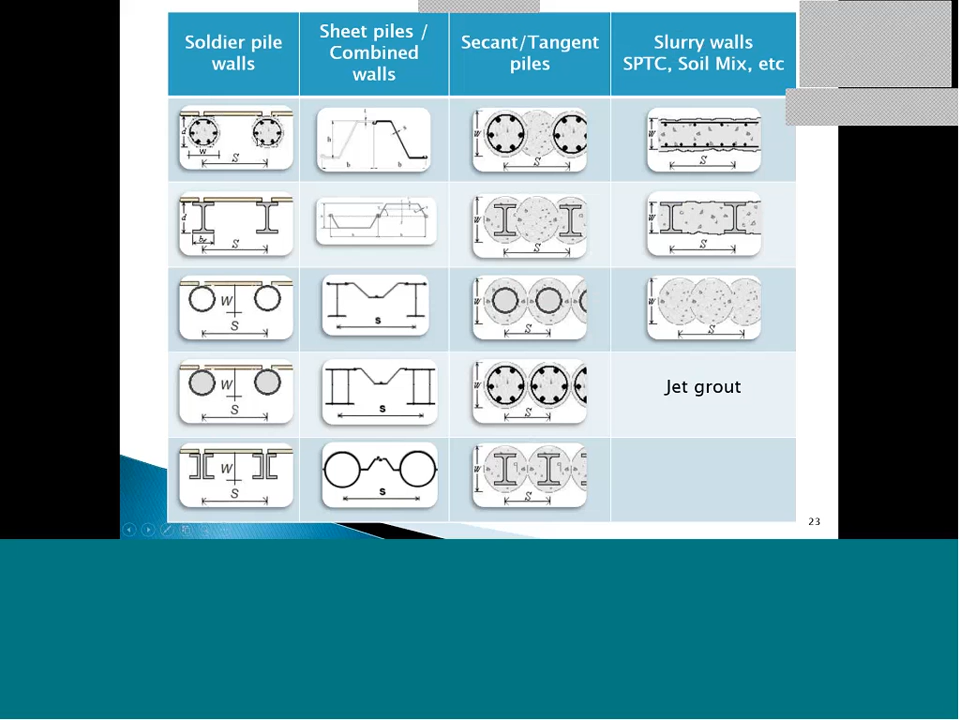 Soldier pile
walls
Sheet piles /
Combined
walls
Secant/Tangent
piles
Slurry walls
SPTC, Soil Mix, etc
W
S
b
b
W
S
W
S
S
W
S
W
S
W
S
S
W
S
S
W
S
S
W
S
Jet grout
W
S
S
W
S
23